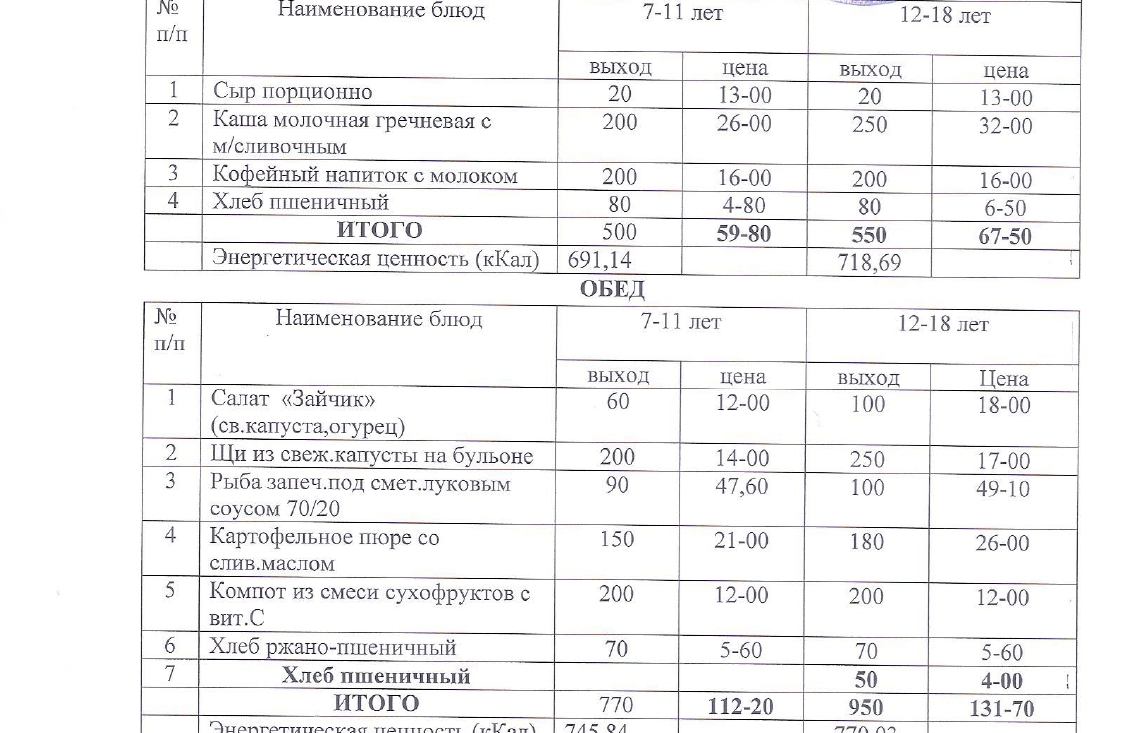 № Наименование блюд 7-11 лет 12-18 лет
п/п
выход цена выход цена
1 Сыр порционно 20 13-00 20 13-00
2 Каша молочная гречневая с 200 26-00 250 32-00
м/сливочным
3 Кофейный напиток с молоком 200 16-00 200 16-00
4 Хлеб пшеничный 80 4-80 80 6-50
ИТОГО 500 59-80 550 67-50
Энергетическая ценность (кКал) 691,14 718,69
ОБЕД
№ Наименование блюд 7-11 лет 12-18 лет
п/п
выход цена выход Цена
1 Салат «Зайчик» 60 12-00 100 18-00
(св.капуста,огурец)
2 Щи из свеж.капусты на бульоне 200 14-00 250 17-00
3 Рыба запеч.под смет.луковым 90 47,60 100 49-10
соусом 70/20
4 Картофельное пюре со 150 21-00 180 26-00
слив.маслом
5 Компот из смеси сухофруктов с 200 12-00 200 12-00
вит.С
6 Хлеб ржано-пшеничный 70 5-60 70 5-60
7 Хлеб пшеничный 50 4-00
ИТОГО 770 112-20 950 131-70
Энергетическая ценность (кКал) 745,84